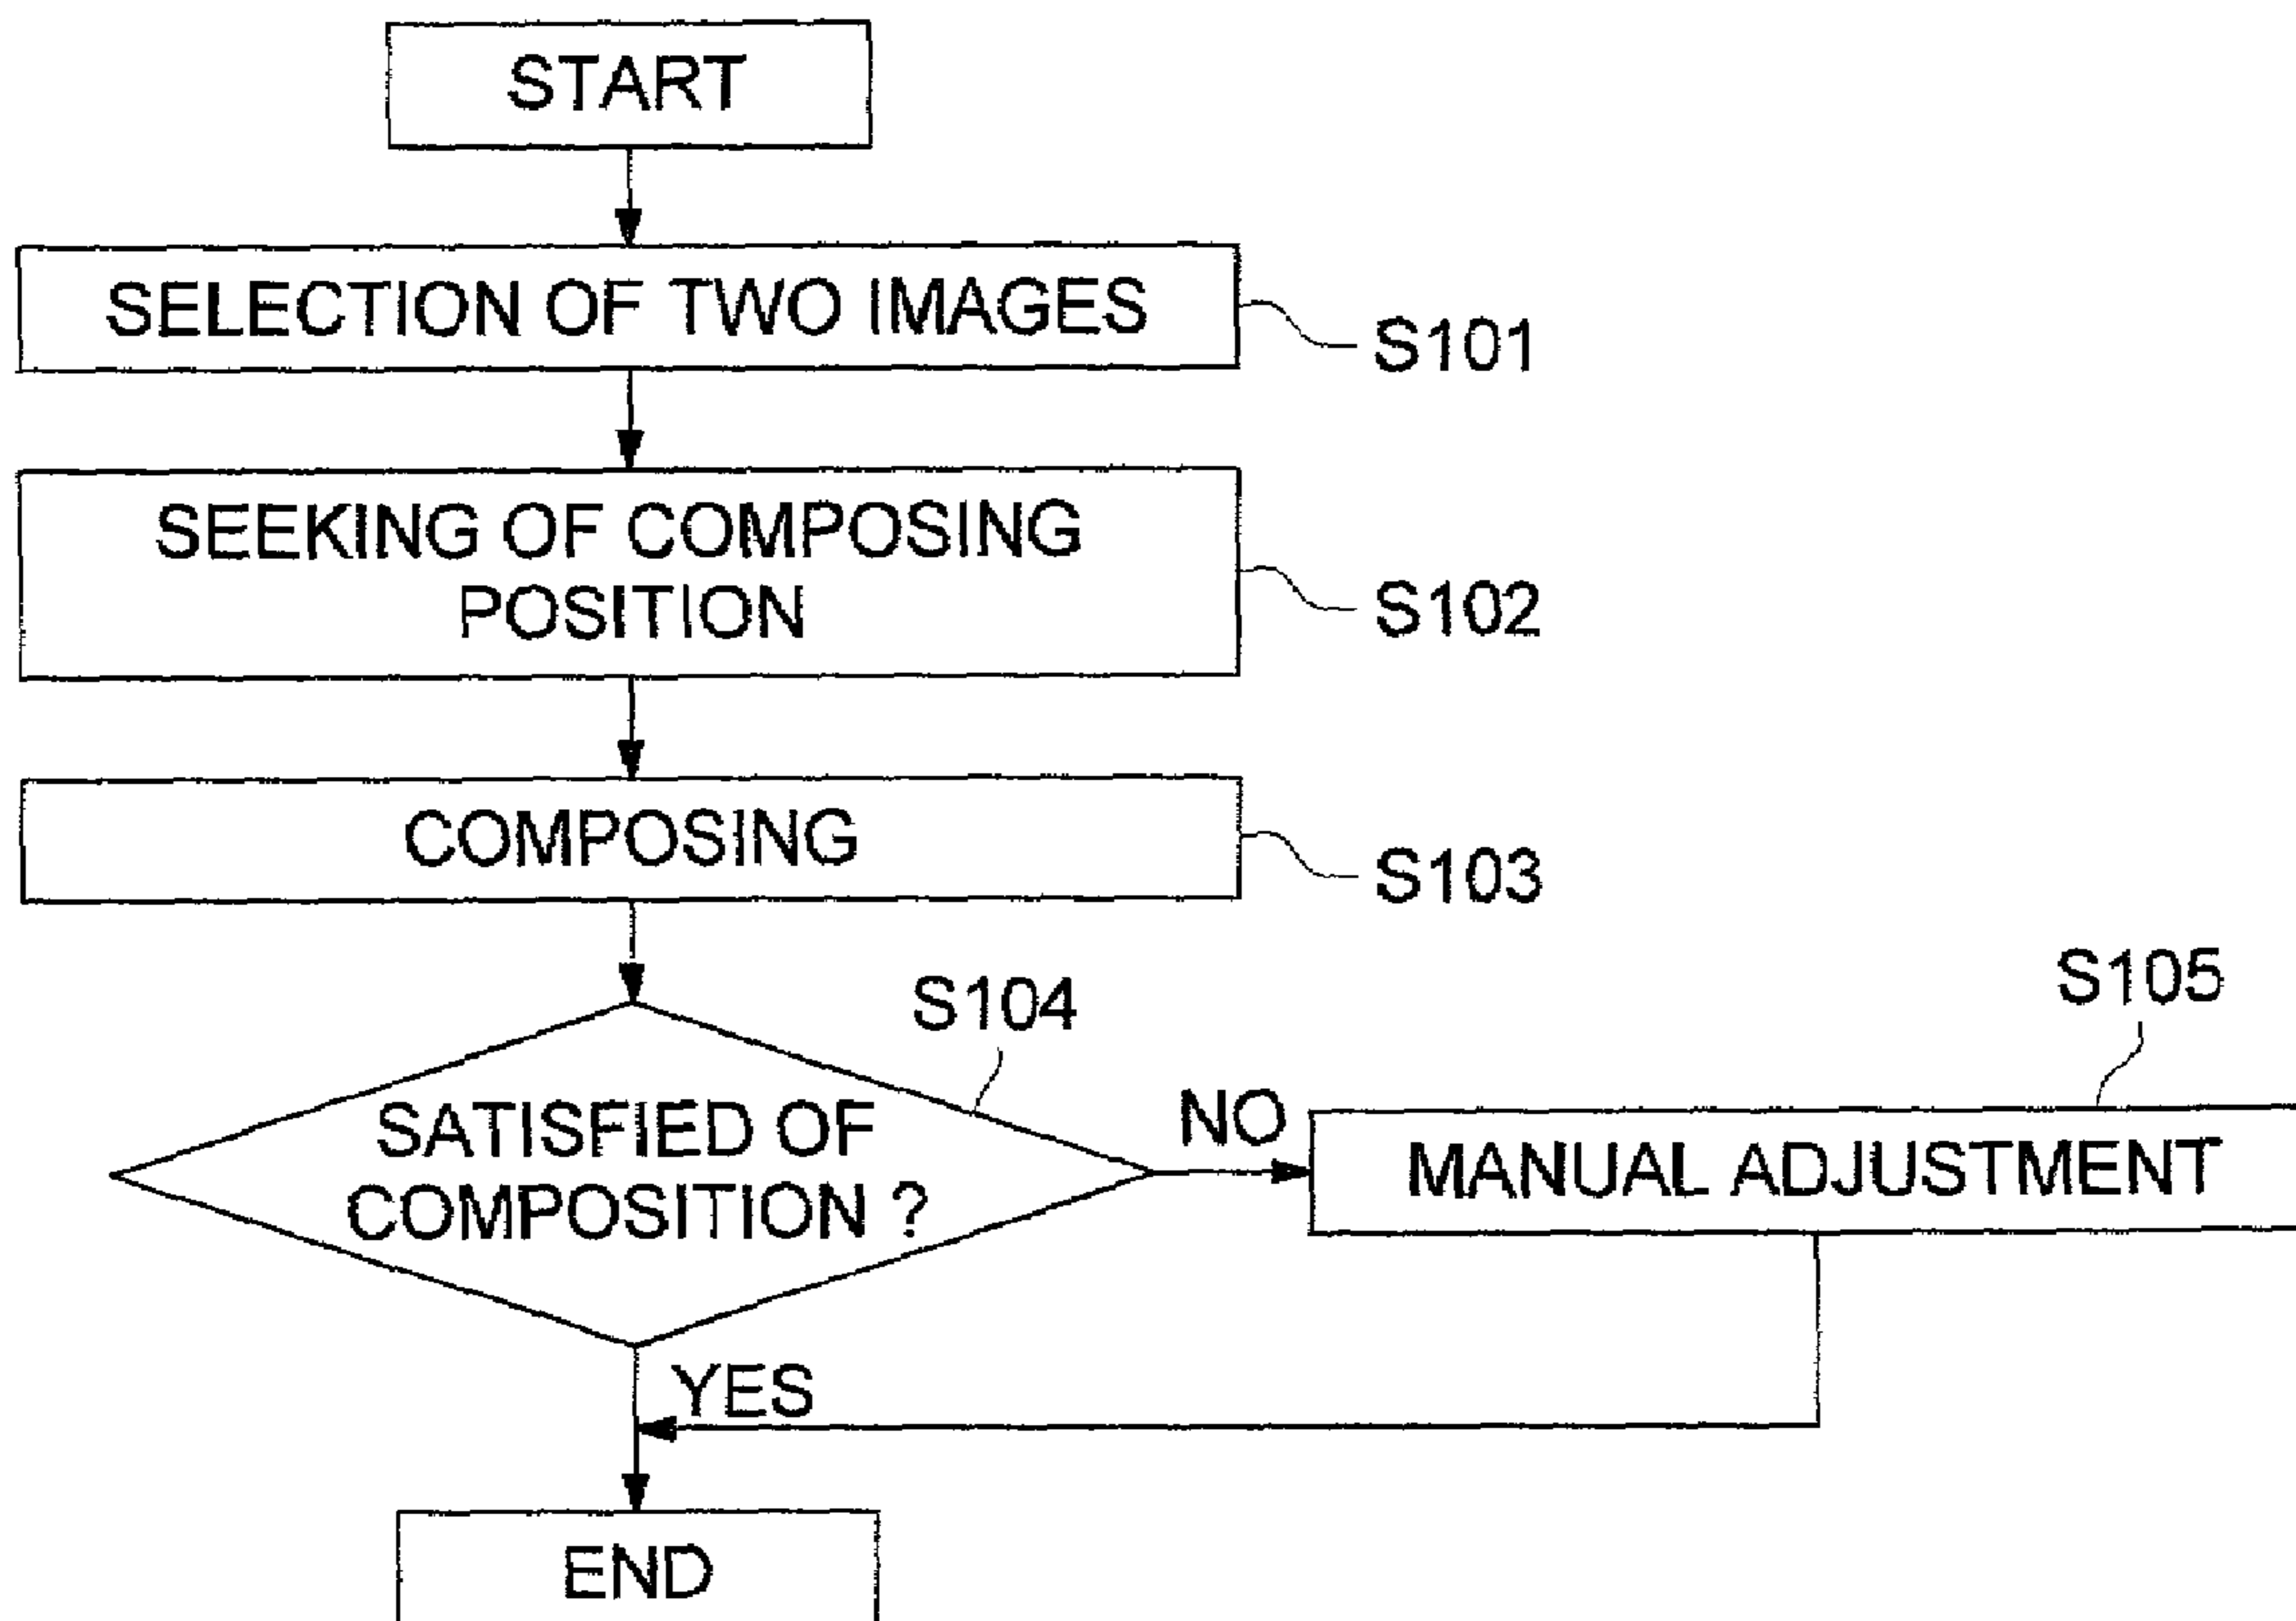 START
SELECTION OF TWO IMAGES
S101
SEEKING OF COMPOSING
POSITION
S102
COMPOSING
S103
S104
SATISFIED OF
COMPOSITION ?
NO
S105
MANUAL ADJUSTMENT
YES
END